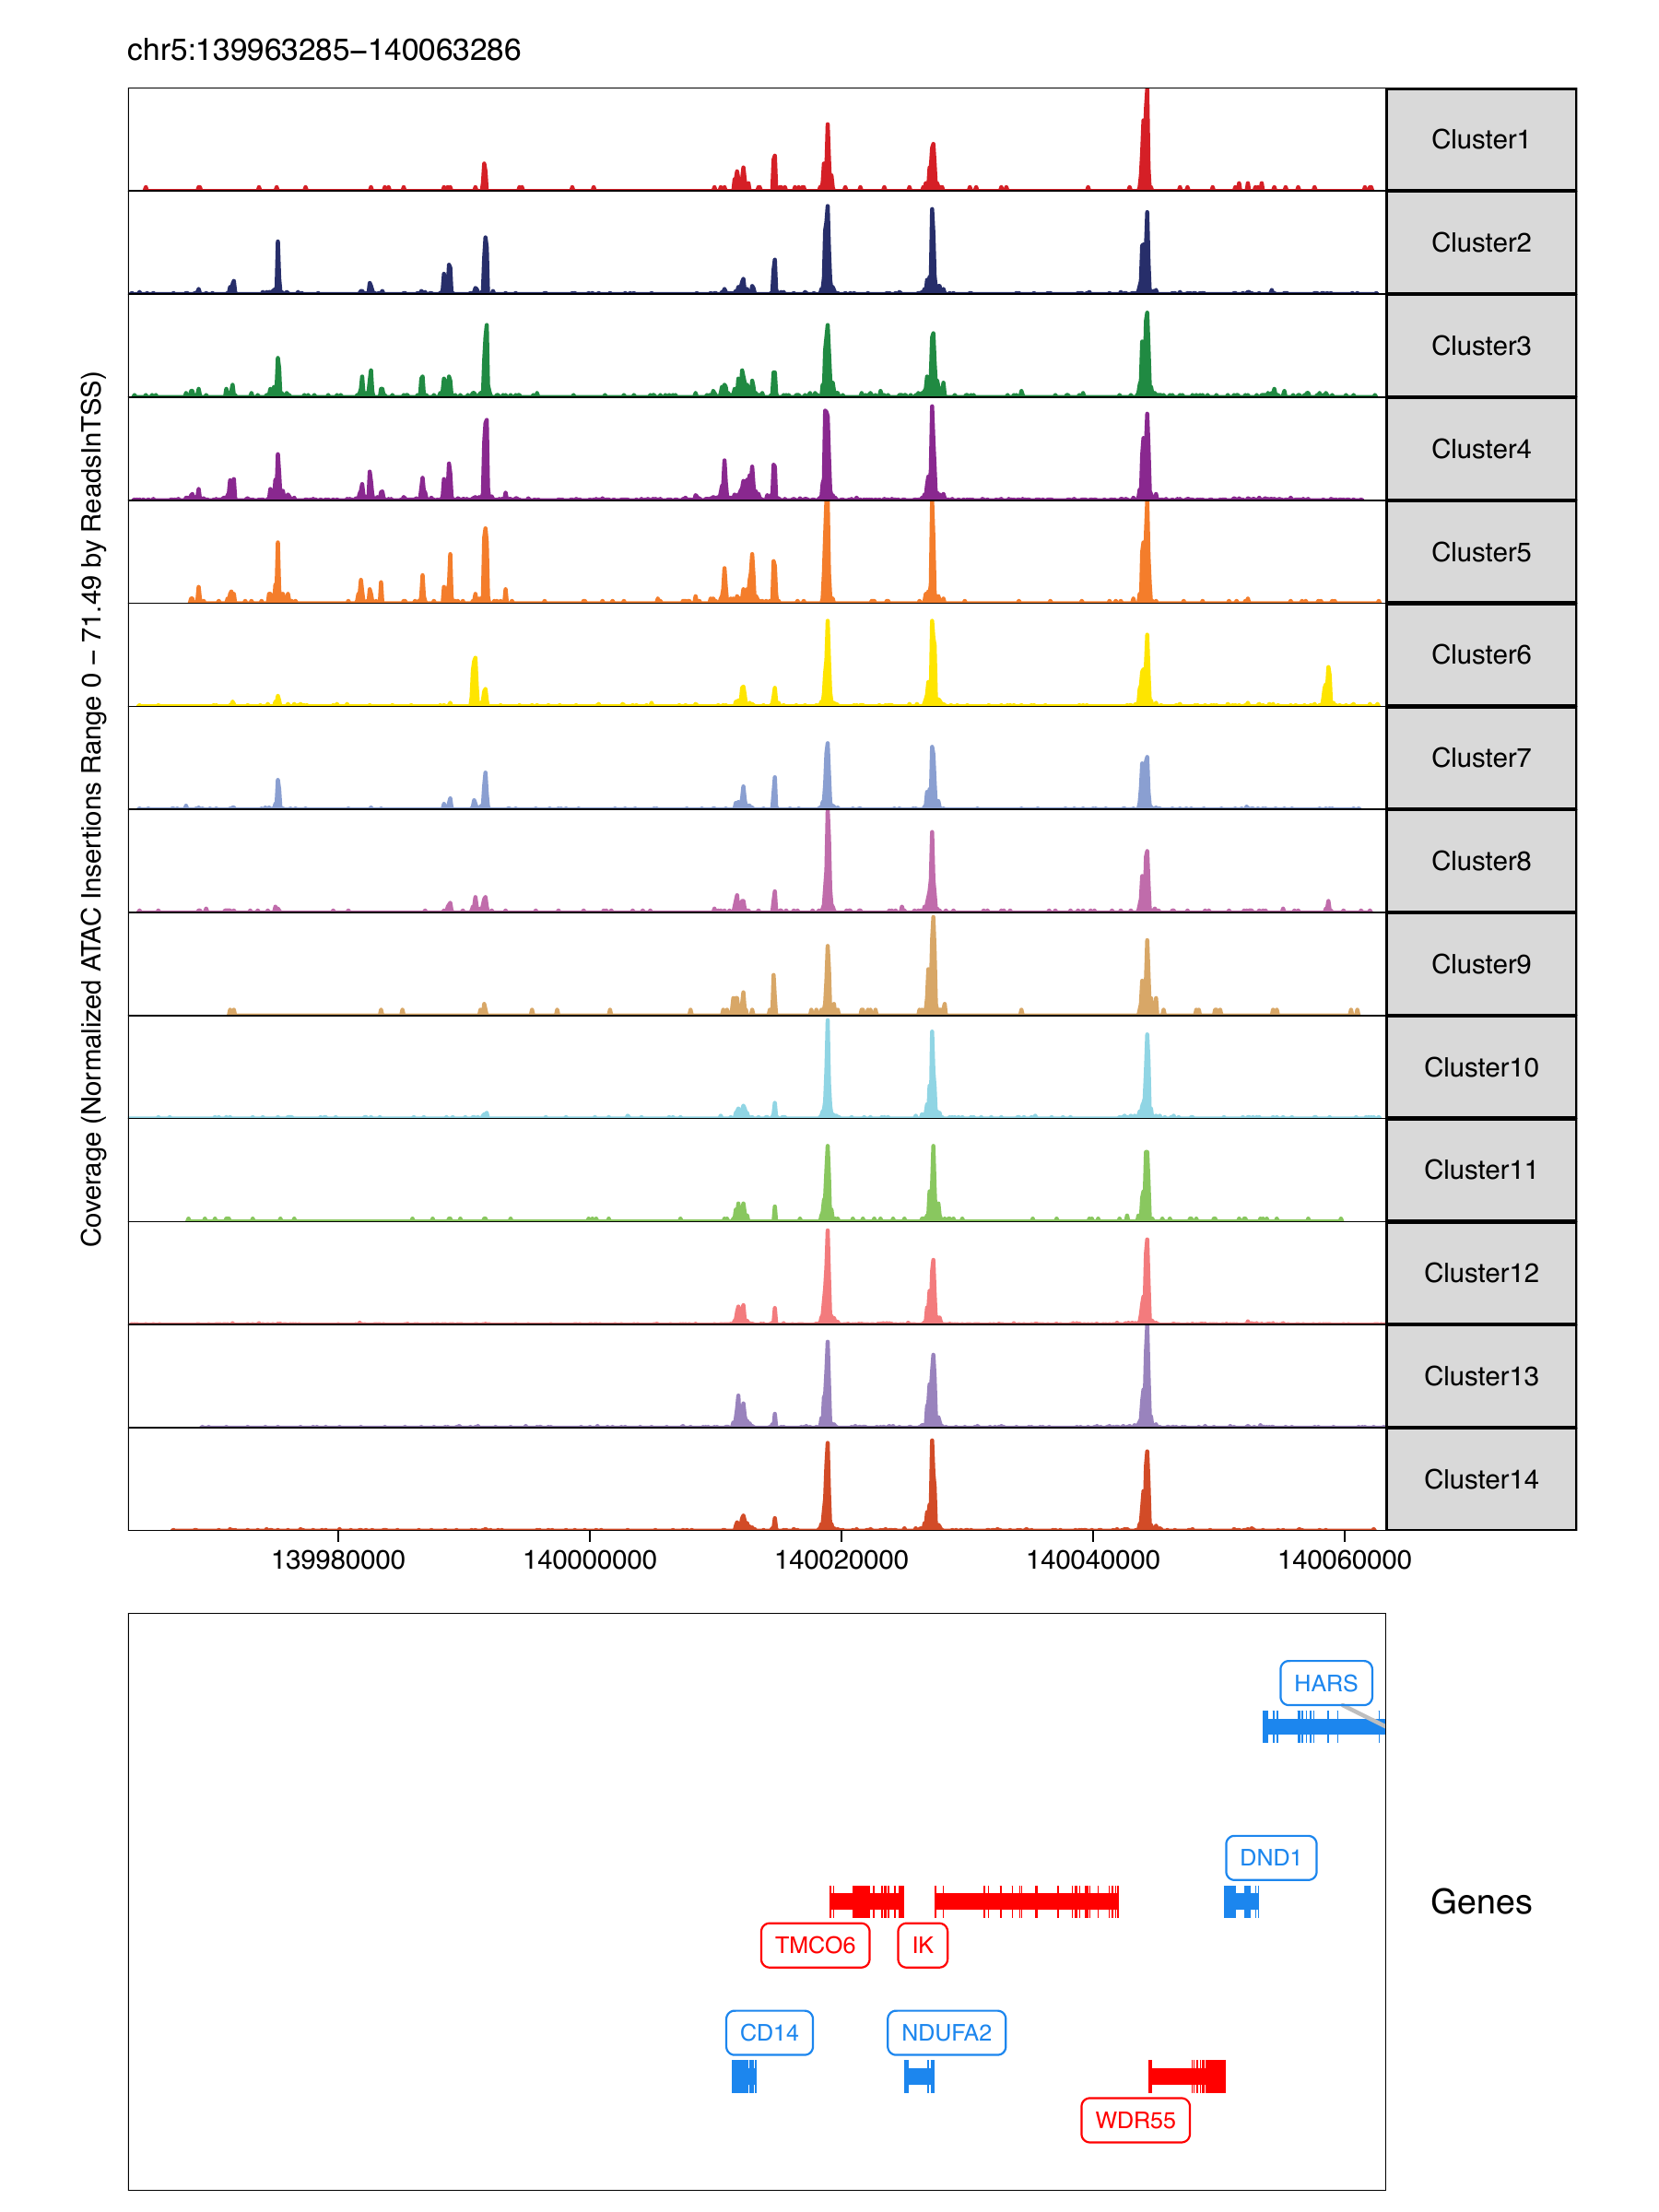 chr5:139963285−140063286
Coverage (Normalized ATAC Insertions Range 0 − 71.49 by ReadsInTSS)
Cluster1
Cluster2
Cluster3
Cluster4
Cluster5
Cluster6
Cluster7
Cluster8
Cluster9
Cluster10
Cluster11
Cluster12
Cluster13
Cluster14
139980000 140000000 140020000 140040000 140060000
HARS
DND1
Genes
TMCO6 IK
CD14 NDUFA2
WDR55